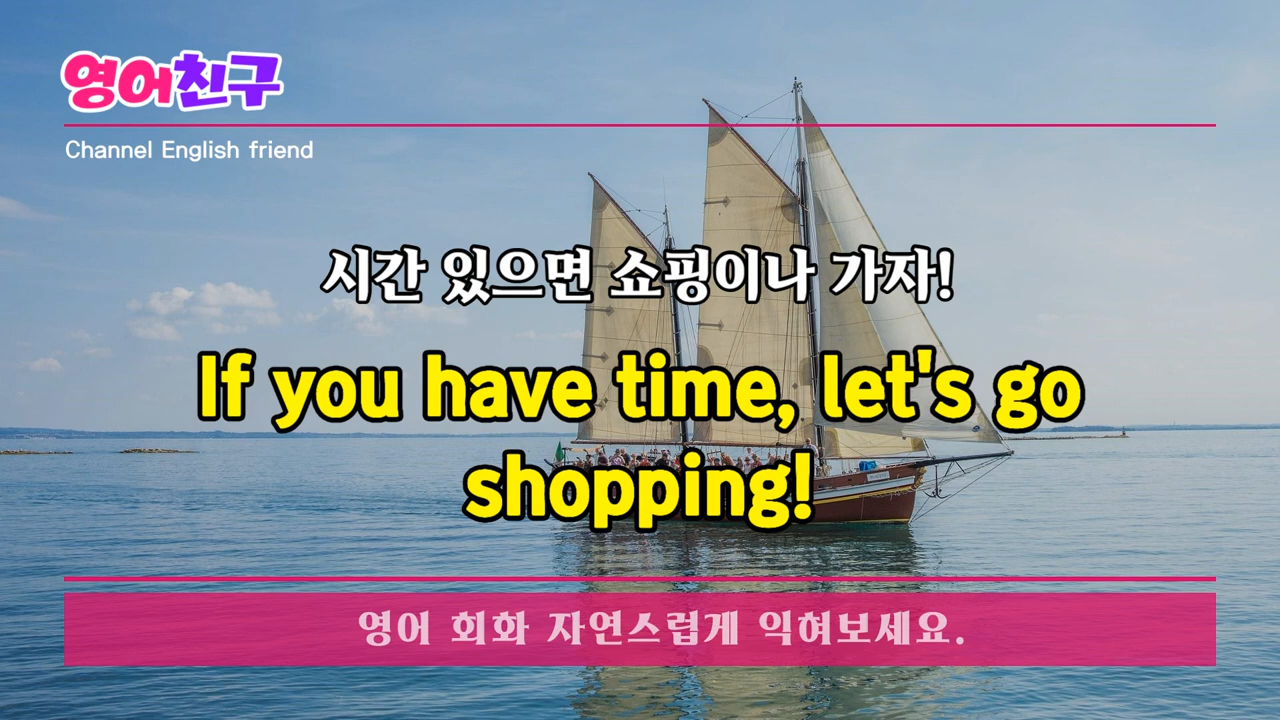 영어친구
Channel English friend
시간 있으면 쇼핑이나 가자!
If you have time, let's go
shopping!
영어 회화 자연스럽게 익혀보세요.